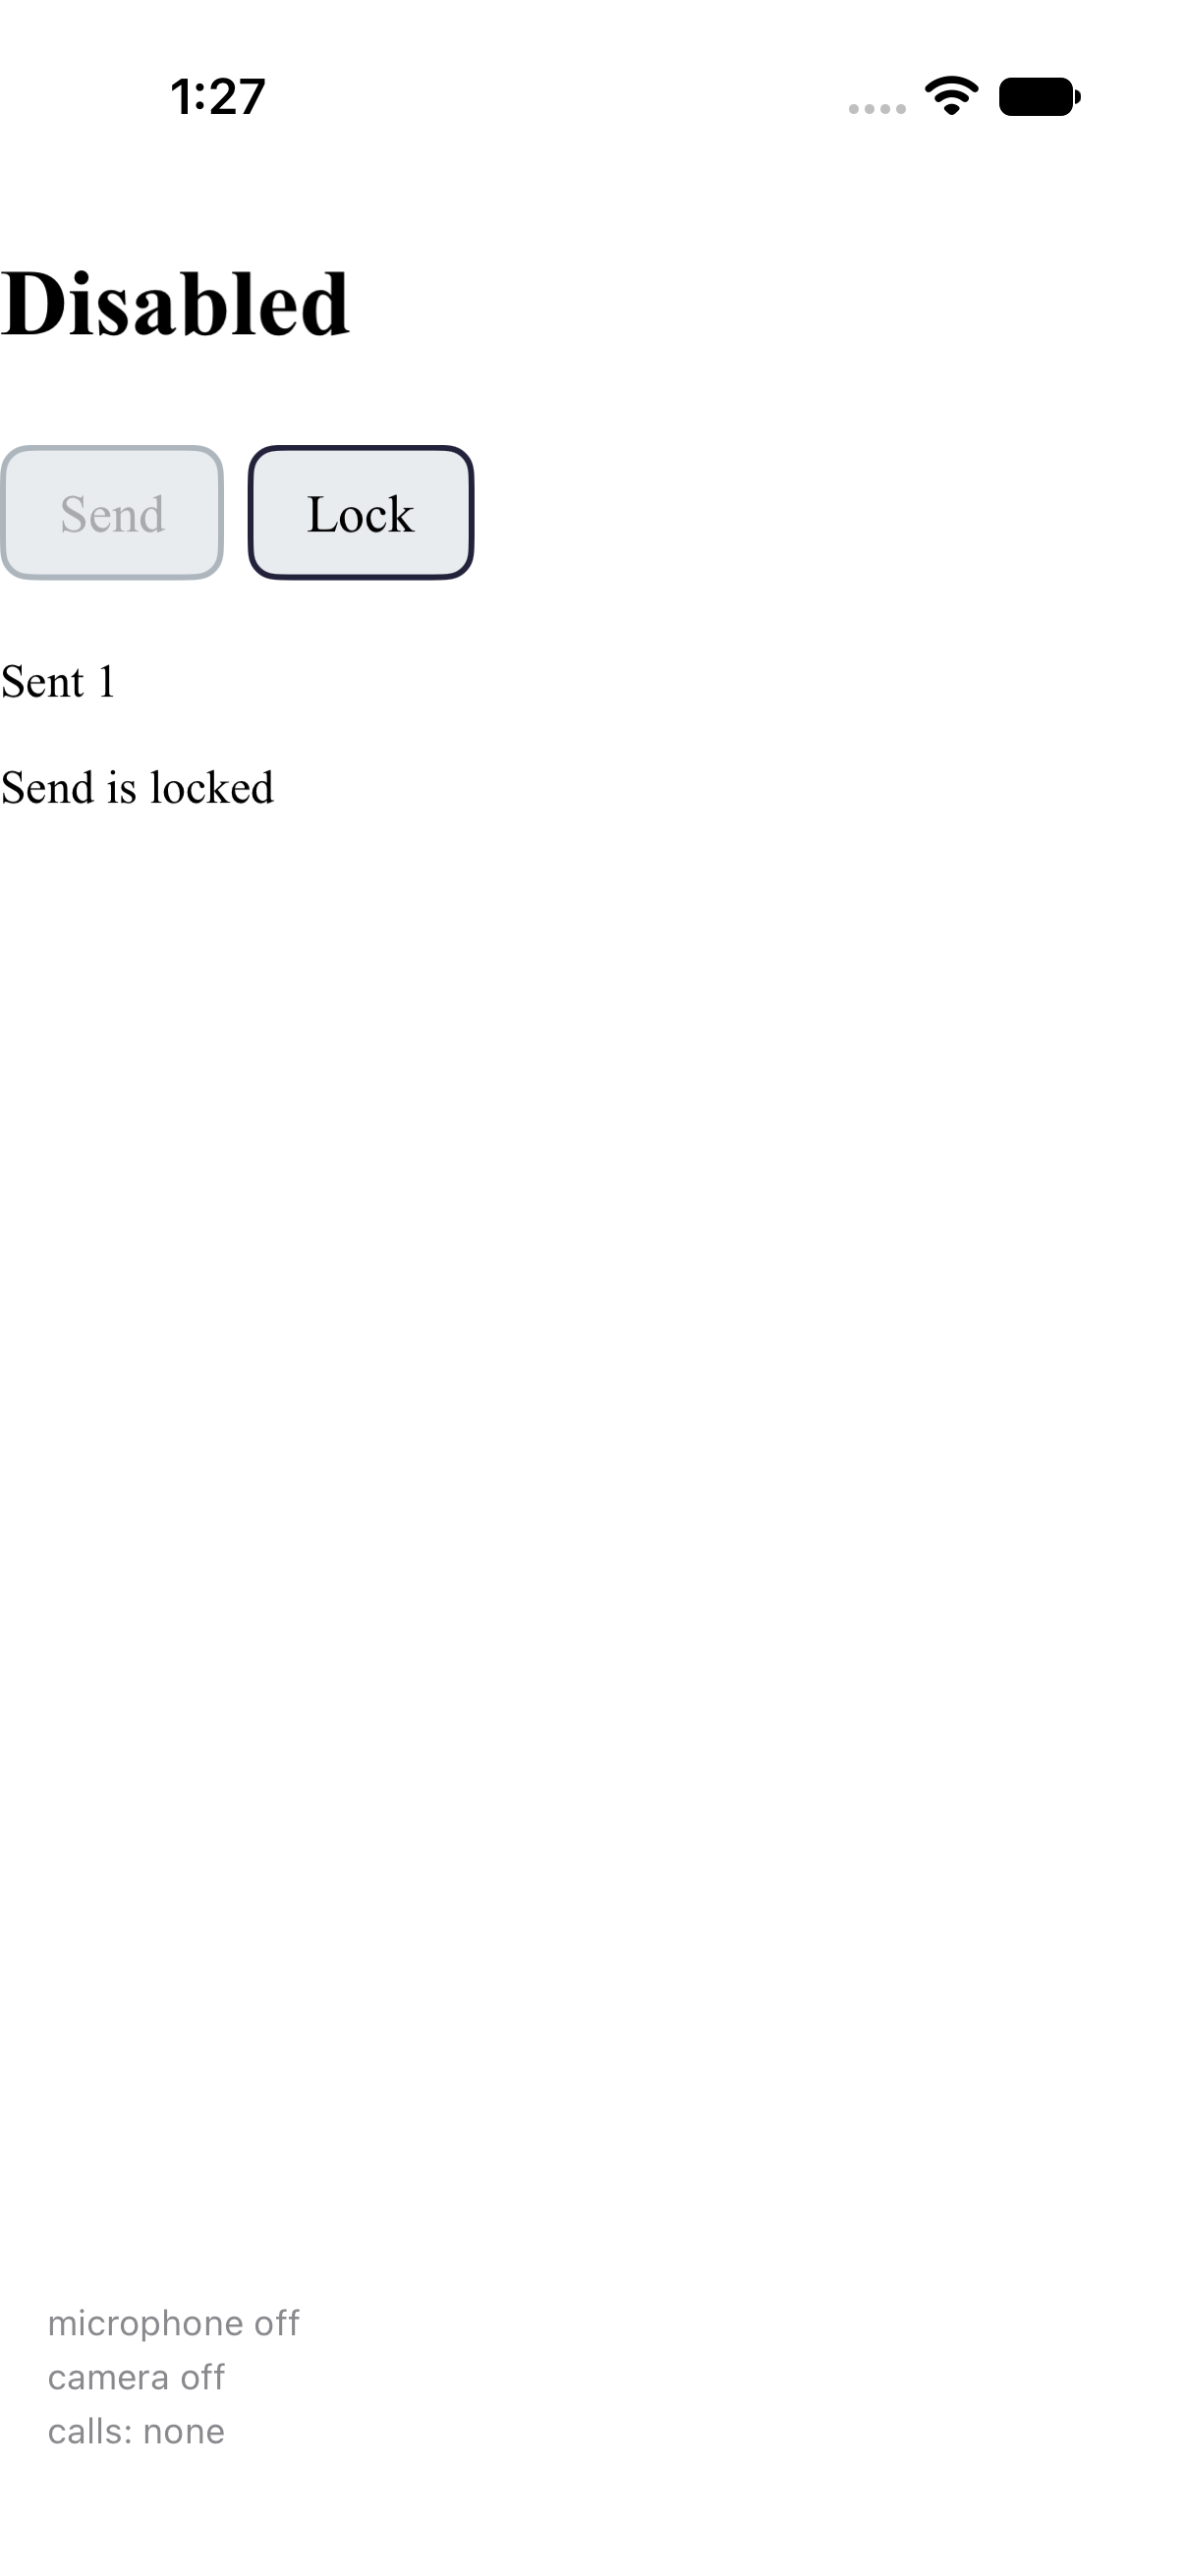 1:27
Disabled
Send Lock
Sent 1
Send is locked
microphone off
camera off
calls: none